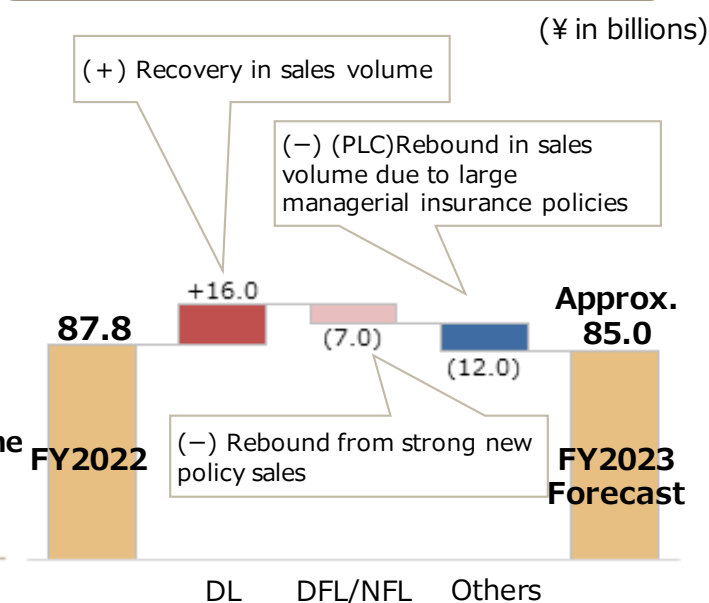 (¥ in billions)
(+) Recovery in sales volume
(−) (PLC)Rebound in sales
volume due to large
managerial insurance policies
+16.0
87.8
(7.0)
(12.0)
Approx.
85.0
(−) Rebound from strong new
policy sales
FY2022
FY2023
Forecast
DL
DFL/NFL
Others